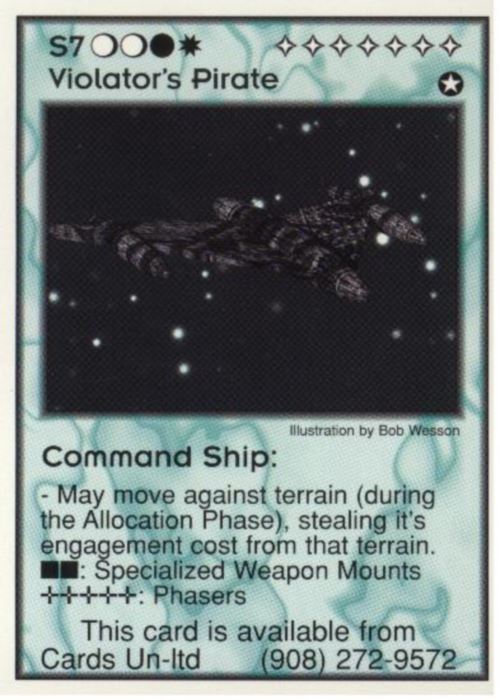 S7
Violator's Pirate
Illustration by Bob Wesson
Command Ship:
- May move against terrain (during
the Allocation Phase), stealing it's
engagement cost from that terrain.
■■: Specialized Weapon Mounts
✛✛✛✛✛: Phasers
This card is available from
Cards Un-ltd (908) 272-9572